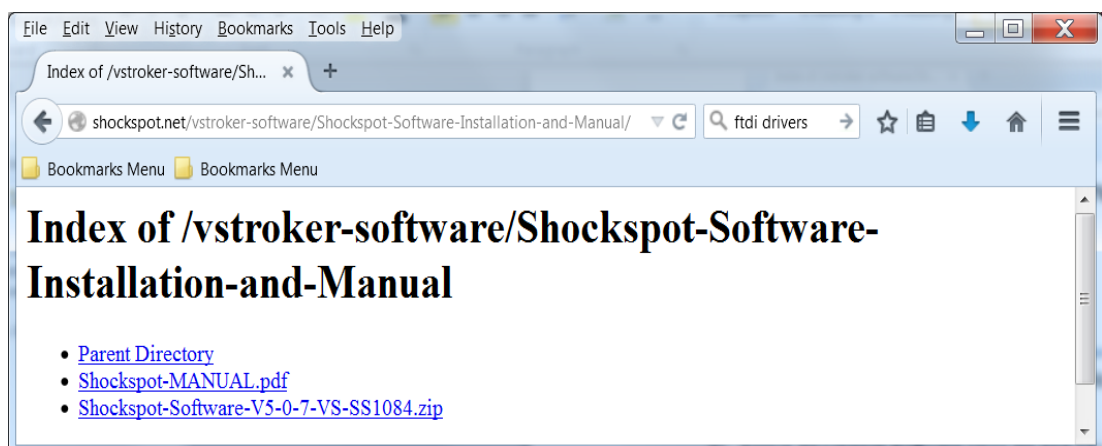 File Edit View History Bookmarks Tools Help
Index of /vstroker-software/Sh...
shockspot.net/vstroker-software/Shockspot-Software-Installation-and-Manual/ ftdi drivers
Bookmarks Menu Bookmarks Menu
Index of /vstroker-software/Shockspot-Software-
Installation-and-Manual
• Parent Directory
• Shockspot-MANUAL.pdf
• Shockspot-Software-V5-0-7-VS-SS1084.zip